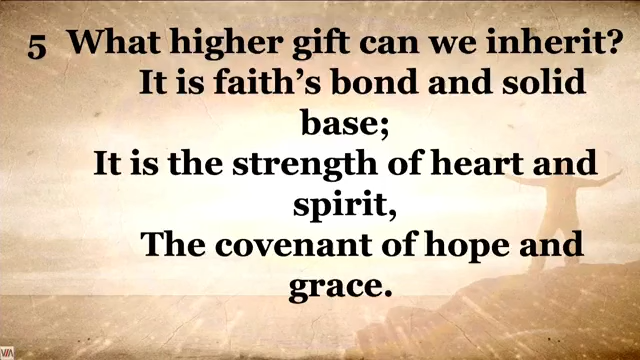 5 What higher gift can we inherit?
It is faith’s bond and solid
base;
It is the strength of heart and
spirit,
The covenant of hope and
grace.
VIA